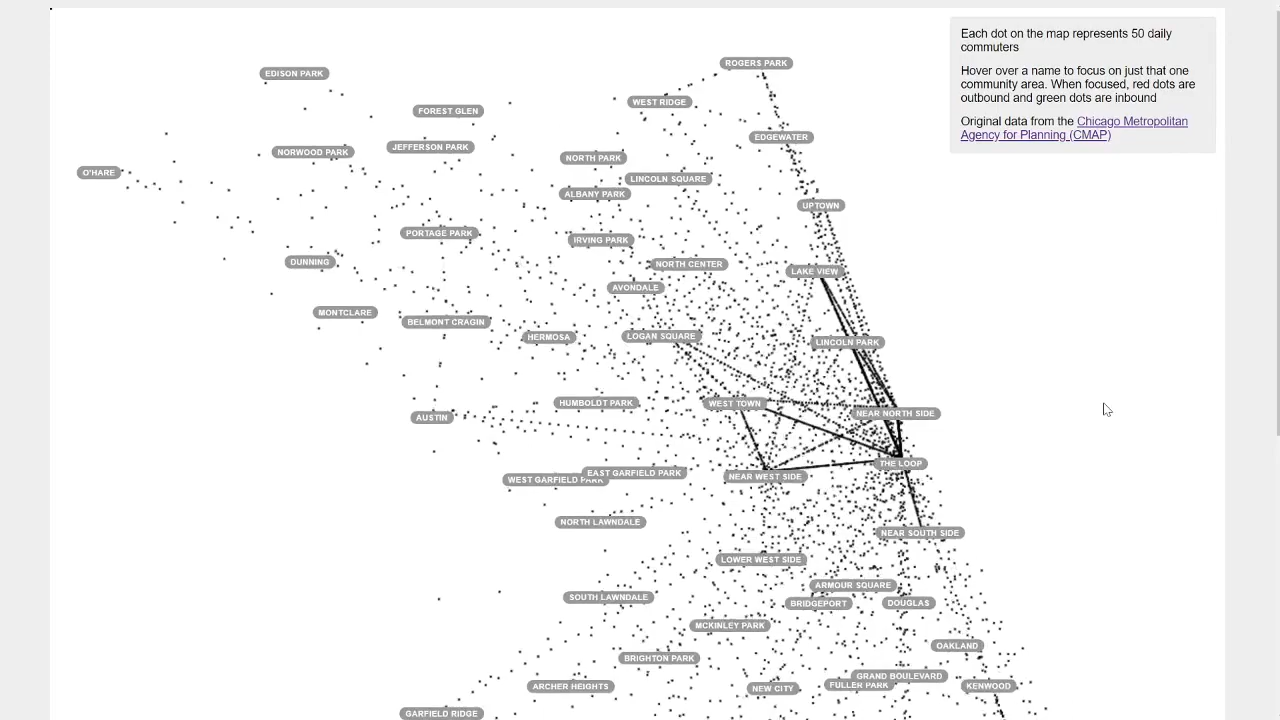 Each dot on the map represents 50 daily
commuters
Hover over a name to focus on just that one
community area. When focused, red dots are
outbound and green dots are inbound
Original data from the Chicago Metropolitan
Agency for Planning (CMAP)
ROGERS PARK
EDISON PARK
WEST RIDGE
FOREST GLEN
EDGEWATER
JEFFERSON PARK
NORWOOD PARK
NORTH PARK
O'HARE
LINCOLN SQUARE
ALBANY PARK
UPTOWN
PORTAGE PARK
IRVING PARK
DUNNING
NORTH CENTER
LAKE VIEW
AVONDALE
MONTCLARE
BELMONT CRAGIN
HERMOSA
LOGAN SQUARE
LINCOLN PARK
HUMBOLDT PARK
WEST TOWN
NEAR NORTH SIDE
AUSTIN
THE LOOP
EAST GARFIELD PARK
WEST GARFIELD PARK
NEAR WEST SIDE
NORTH LAWNDALE
NEAR SOUTH SIDE
LOWER WEST SIDE
ARMOUR SQUARE
SOUTH LAWNDALE
BRIDGEPORT
DOUGLAS
MCKINLEY PARK
OAKLAND
BRIGHTON PARK
GRAND BOULEVARD
FULLER PARK
ARCHER HEIGHTS
NEW CITY
KENWOOD
GARFIELD RIDGE